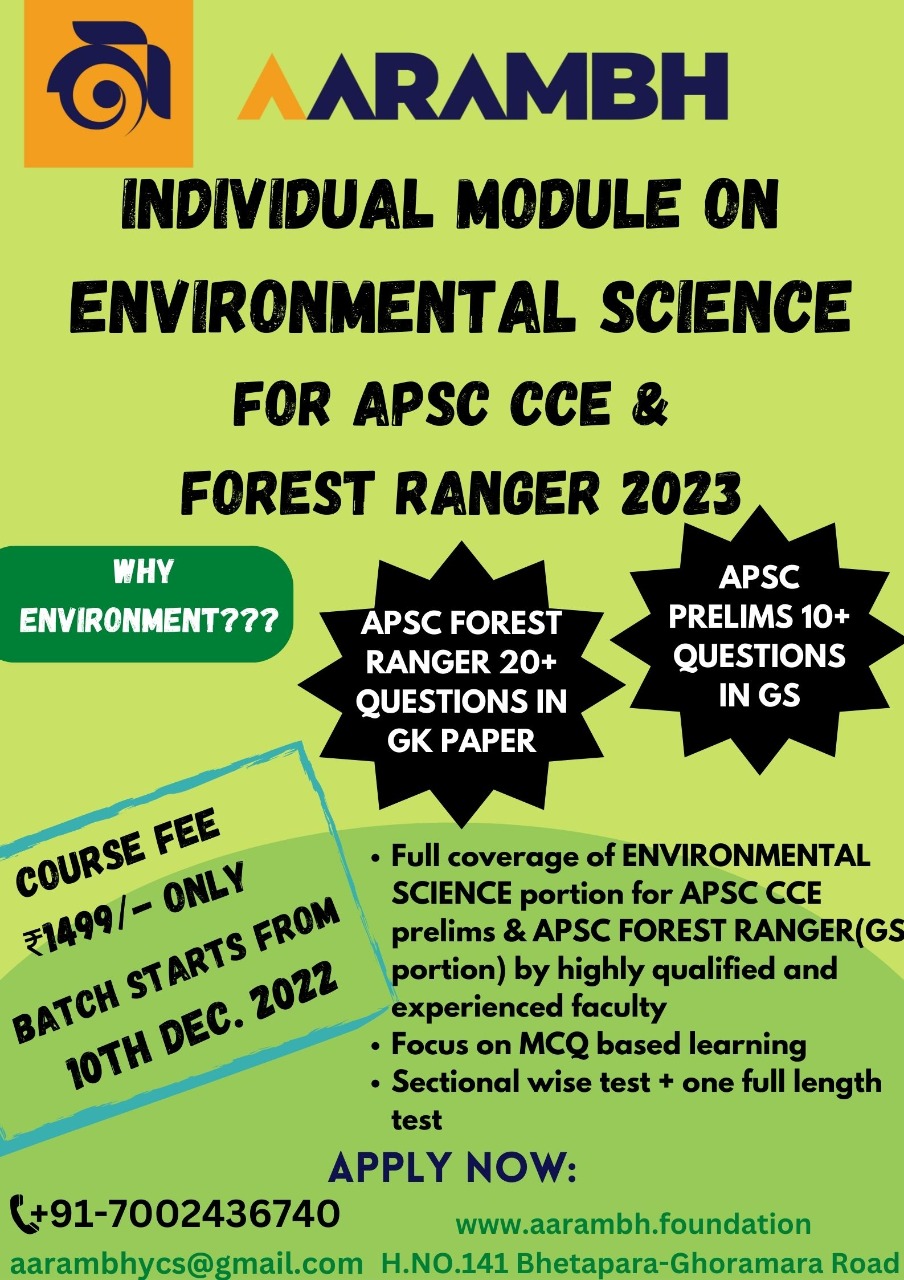 AARAMBH
INDIVIDUAL MODULE ON
ENVIRONMENTAL SCIENCE
FOR APSC CCE &
FOREST RANGER 2023
WHY
ENVIRONMENT???
APSC FOREST
RANGER 20+
QUESTIONS IN
GK PAPER
APSC
PRELIMS 10+
QUESTIONS
IN GS
COURSE FEE
₹1499/- ONLY
BATCH STARTS FROM
10TH DEC. 2022
• Full coverage of ENVIRONMENTAL
SCIENCE portion for APSC CCE
prelims & APSC FOREST RANGER(GS
portion) by highly qualified and
experienced faculty
• Focus on MCQ based learning
• Sectional wise test + one full length
test
APPLY NOW:
+91-7002436740
www.aarambh.foundation
aarambhycs@gmail.com
H.NO.141 Bhetapara-Ghoramara Road